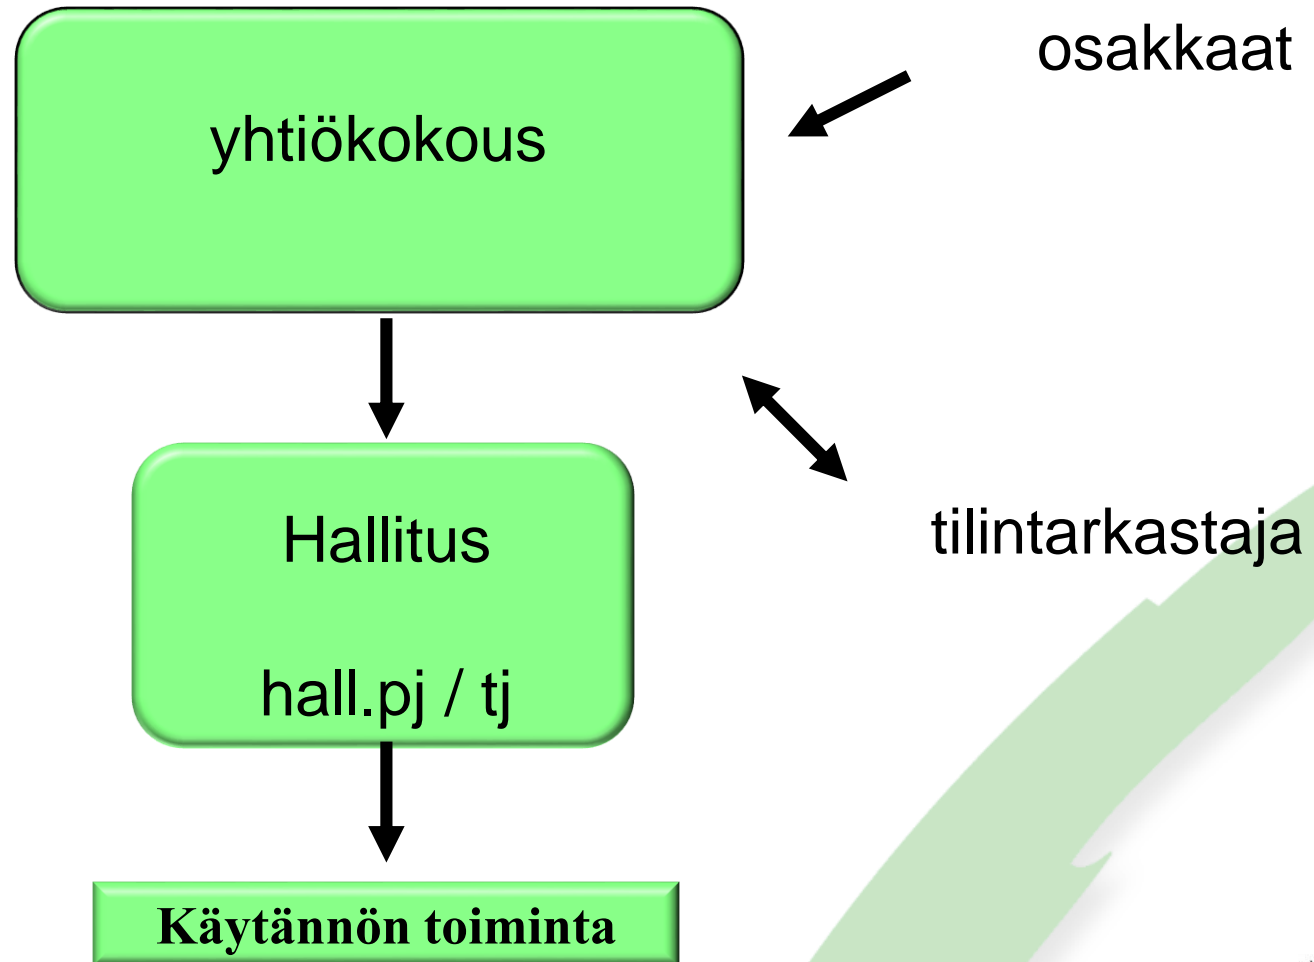 osakkaat
yhtiökokous
Hallitus
tilintarkastaja
hall.pj / tj
Käytännön toiminta